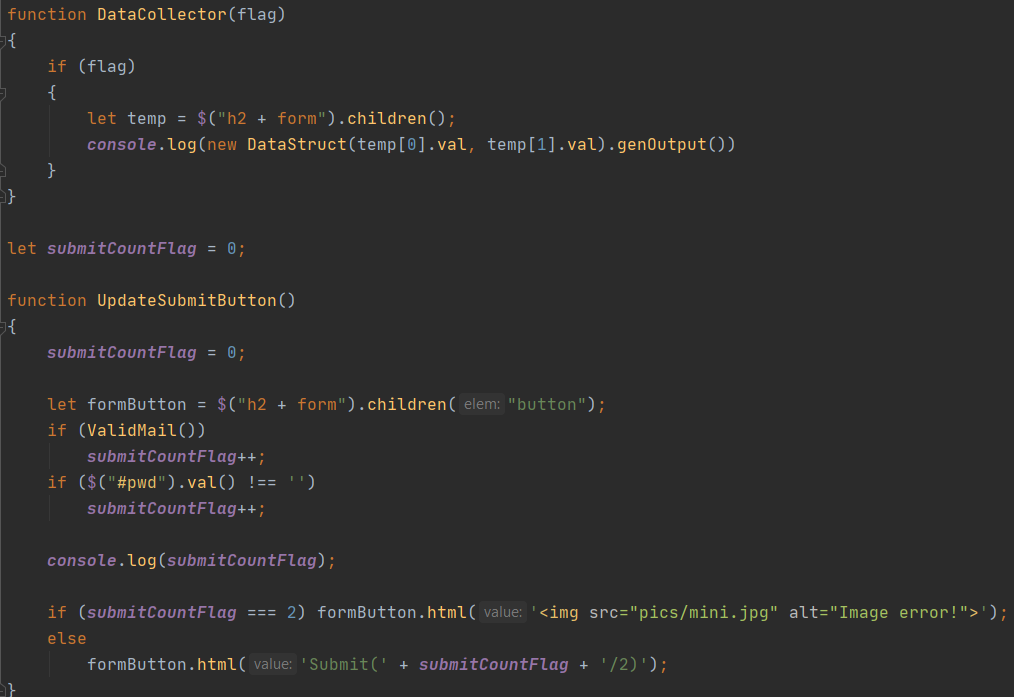 function DataCollector(flag)
{
    if (flag)
    {
        let temp = $("h2 + form").children();
        console.log(new DataStruct(temp[0].val, temp[1].val).genOutput())
    }
}

let submitCountFlag = 0;

function UpdateSubmitButton()
{
    submitCountFlag = 0;

    let formButton = $("h2 + form").children( elem: "button");
    if (ValidMail())
        submitCountFlag++;
    if ($("#pwd").val() !== '')
        submitCountFlag++;

    console.log(submitCountFlag);

    if (submitCountFlag === 2) formButton.html( value: '<img src="pics/mini.jpg" alt="Image error!">');
    else
        formButton.html( value: 'Submit(' + submitCountFlag + '/2)');
}